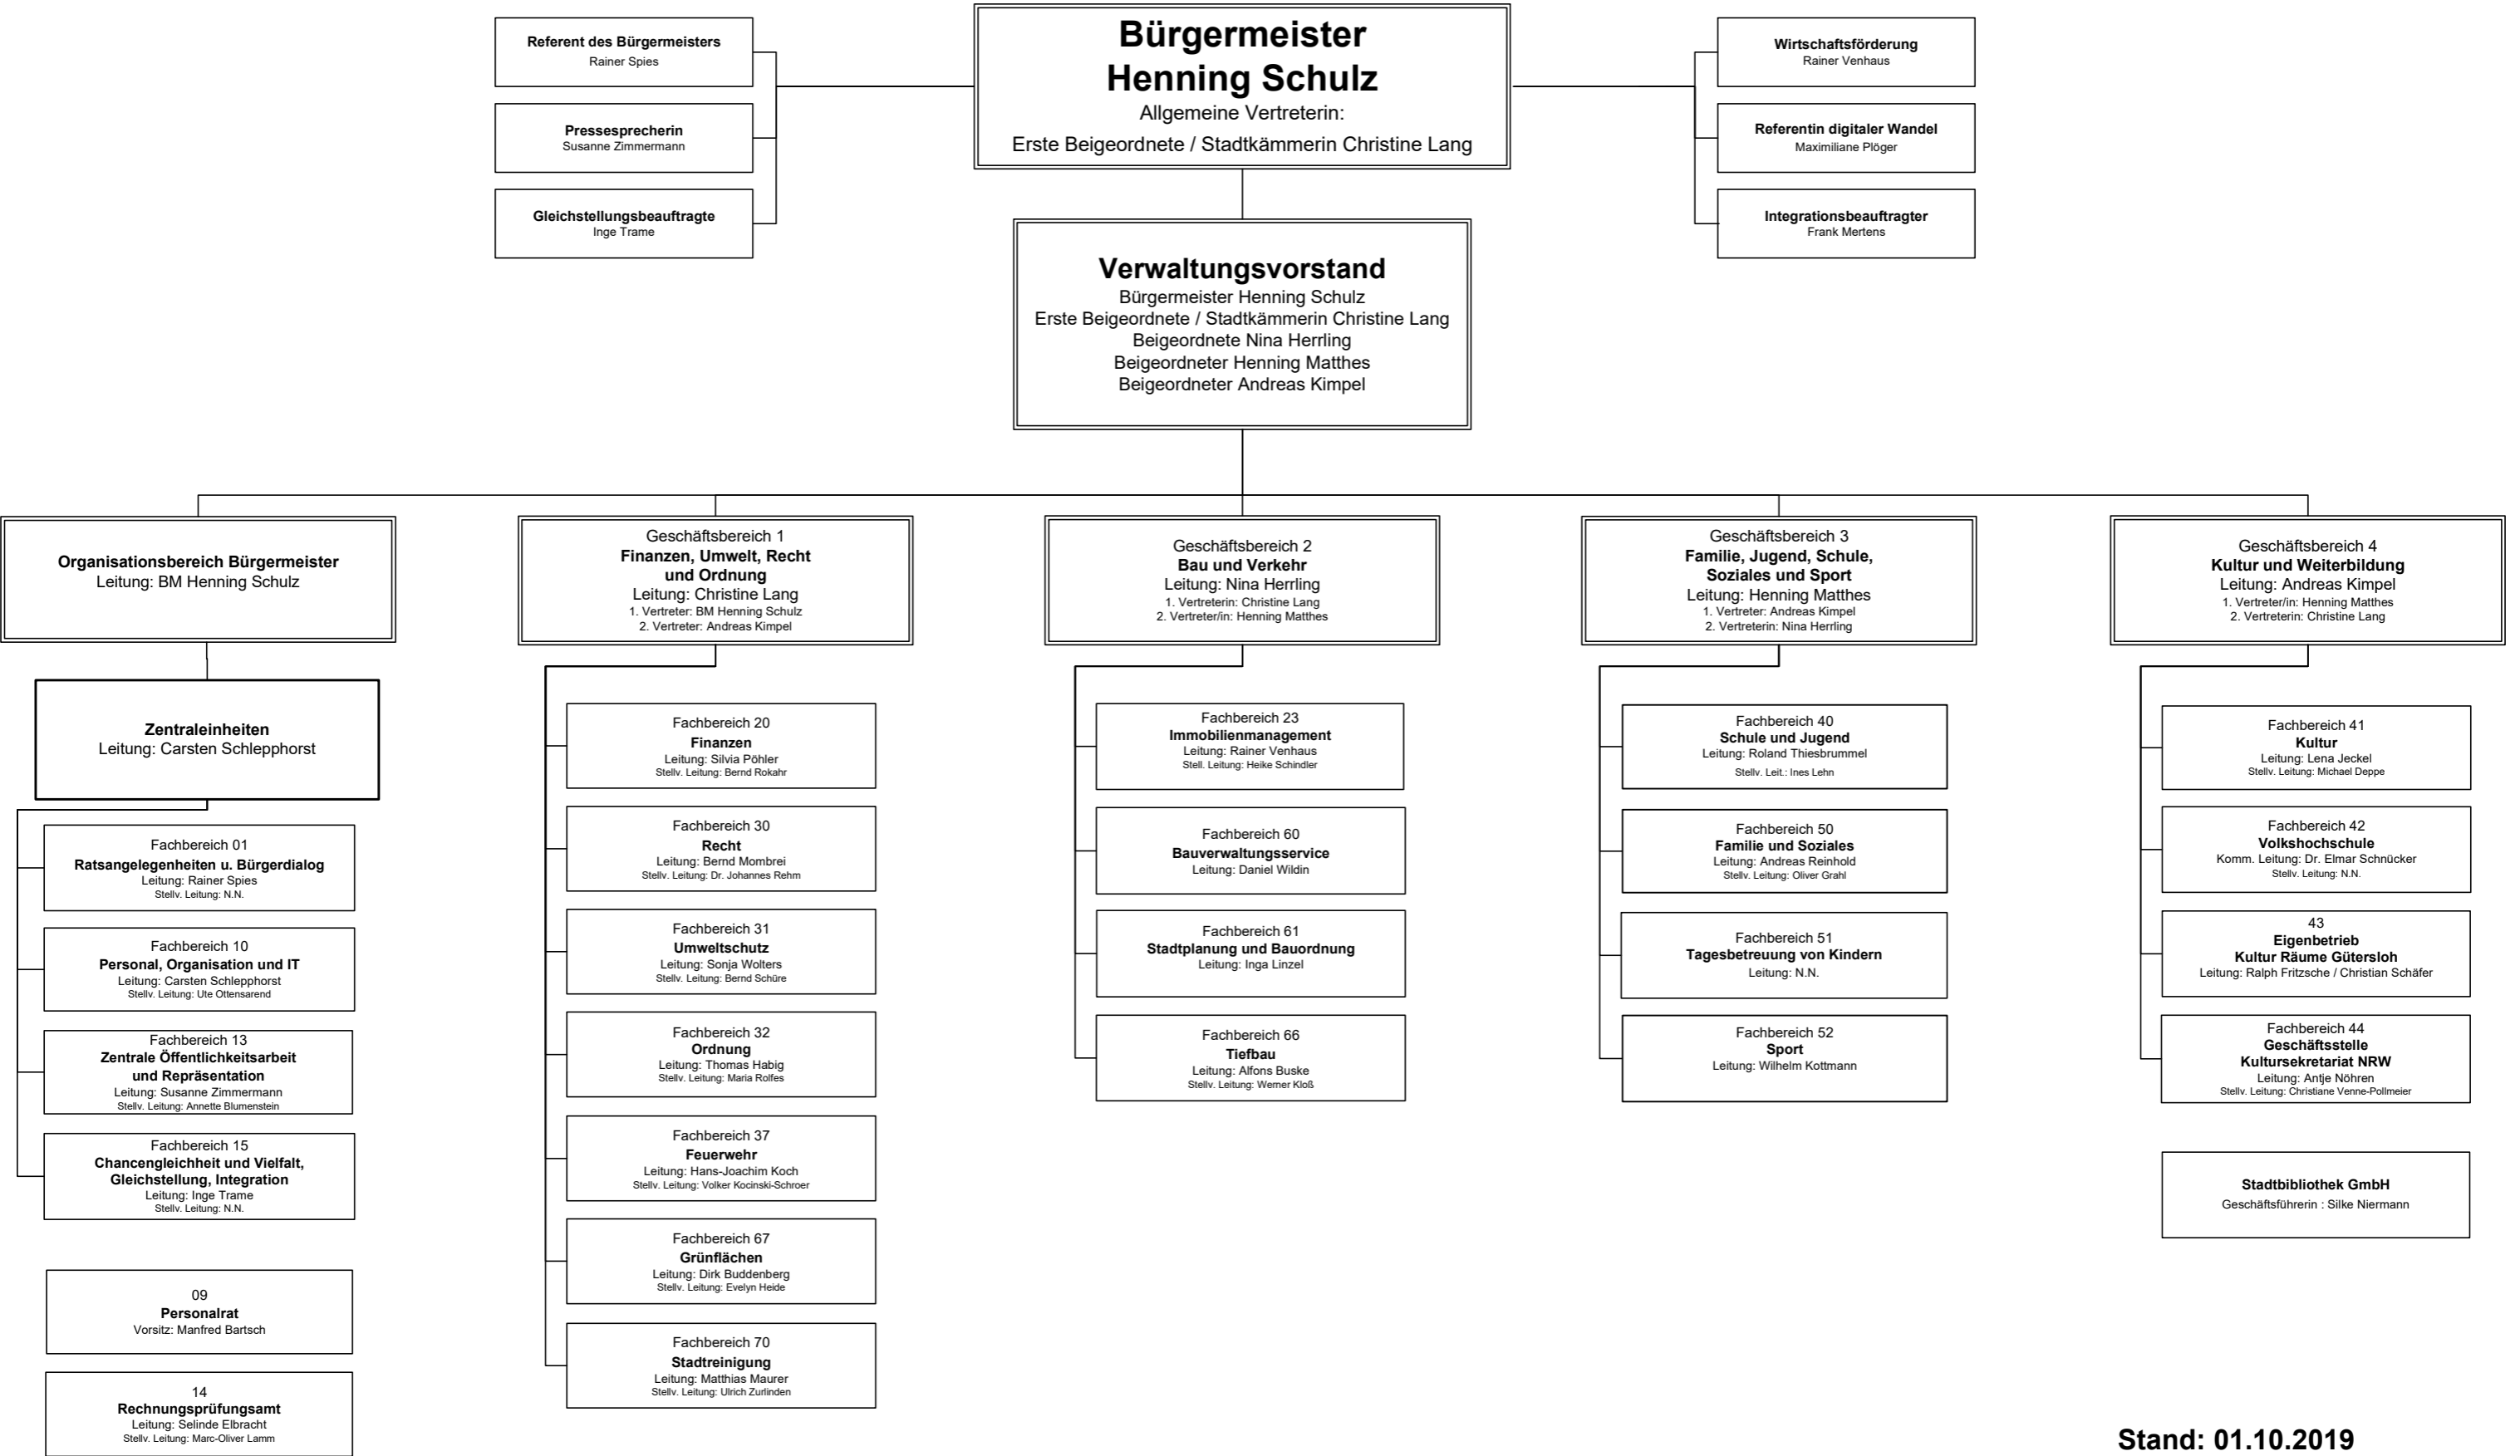 Referent des Bürgermeisters
Rainer Spies
Pressesprecherin
Susanne Zimmermann
Gleichstellungsbeauftragte
Inge Trame
Bürgermeister
Henning Schulz
Allgemeine Vertreterin:
Erste Beigeordnete / Stadtkämmerin Christine Lang
Wirtschaftsförderung
Rainer Venhaus
Referentin digitaler Wandel
Maximiliane Plöger
Integrationsbeauftragter
Frank Mertens
Verwaltungsvorstand
Bürgermeister Henning Schulz
Erste Beigeordnete / Stadtkämmerin Christine Lang
Beigeordnete Nina Herrling
Beigeordneter Henning Matthes
Beigeordneter Andreas Kimpel
Organisationsbereich Bürgermeister
Leitung: BM Henning Schulz
Zentraleinheiten
Leitung: Carsten Schlepphorst
Fachbereich 01
Ratsangelegenheiten u. Bürgerdialog
Leitung: Rainer Spies
Stellv. Leitung: N.N.
Fachbereich 10
Personal, Organisation und IT
Leitung: Carsten Schlepphorst
Stellv. Leitung: Ute Ottensarend
Fachbereich 13
Zentrale Öffentlichkeitsarbeit
und Repräsentation
Leitung: Susanne Zimmermann
Stellv. Leitung: Annette Blumenstein
Fachbereich 15
Chancengleichheit und Vielfalt,
Gleichstellung, Integration
Leitung: Inge Trame
Stellv. Leitung: N.N.
09
Personalrat
Vorsitz: Manfred Bartsch
14
Rechnungsprüfungsamt
Leitung: Selinde Elbracht
Stellv. Leitung: Marc-Oliver Lamm
Geschäftsbereich 1
Finanzen, Umwelt, Recht
und Ordnung
Leitung: Christine Lang
1. Vertreter: BM Henning Schulz
2. Vertreter: Andreas Kimpel
Fachbereich 20
Finanzen
Leitung: Silvia Pöhler
Stellv. Leitung: Bernd Rokahr
Fachbereich 30
Recht
Leitung: Bernd Mombrei
Stellv. Leitung: Dr. Johannes Rehm
Fachbereich 31
Umweltschutz
Leitung: Sonja Wolters
Stellv. Leitung: Bernd Schüre
Fachbereich 32
Ordnung
Leitung: Thomas Habig
Stellv. Leitung: Maria Rolfes
Fachbereich 37
Feuerwehr
Leitung: Hans-Joachim Koch
Stellv. Leitung: Volker Kocinski-Schroer
Fachbereich 67
Grünflächen
Leitung: Dirk Buddenberg
Stellv. Leitung: Evelyn Heide
Fachbereich 70
Stadtreinigung
Leitung: Matthias Maurer
Stellv. Leitung: Ulrich Zurlinden
Geschäftsbereich 2
Bau und Verkehr
Leitung: Nina Herrling
1. Vertreterin: Christine Lang
2. Vertreter/in: Henning Matthes
Fachbereich 23
Immobilienmanagement
Leitung: Rainer Venhaus
Stell. Leitung: Heike Schindler
Fachbereich 60
Bauverwaltungsservice
Leitung: Daniel Wildin
Fachbereich 61
Stadtplanung und Bauordnung
Leitung: Inga Linzel
Fachbereich 66
Tiefbau
Leitung: Alfons Buske
Stellv. Leitung: Werner Kloß
Geschäftsbereich 3
Familie, Jugend, Schule,
Soziales und Sport
Leitung: Henning Matthes
1. Vertreter: Andreas Kimpel
2. Vertreterin: Nina Herrling
Fachbereich 40
Schule und Jugend
Leitung: Roland Thiesbrummel
Stellv. Leit.: Ines Lehn
Fachbereich 50
Familie und Soziales
Leitung: Andreas Reinhold
Stellv. Leitung: Oliver Grahl
Fachbereich 51
Tagesbetreuung von Kindern
Leitung: N.N.
Fachbereich 52
Sport
Leitung: Wilhelm Kottmann
Geschäftsbereich 4
Kultur und Weiterbildung
Leitung: Andreas Kimpel
1. Vertreter/in: Henning Matthes
2. Vertreterin: Christine Lang
Fachbereich 41
Kultur
Leitung: Lena Jeckel
Stellv. Leitung: Michael Deppe
Fachbereich 42
Volkshochschule
Komm. Leitung: Dr. Elmar Schnücker
Stellv. Leitung: N.N.
43
Eigenbetrieb
Kultur Räume Gütersloh
Leitung: Ralph Fritzsche / Christian Schäfer
Fachbereich 44
Geschäftsstelle
Kultursekretariat NRW
Leitung: Antje Nöhren
Stellv. Leitung: Christiane Venne-Pollmeier
Stadtbibliothek GmbH
Geschäftsführerin : Silke Niermann
Stand: 01.10.2019